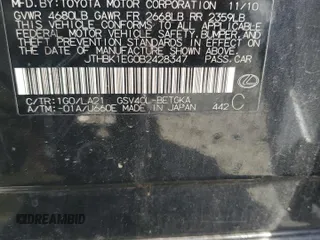 MFD. BY: TOYOTA MOTOR CORPORATION 11/10
GVWR 4680LB GAWR FR 2668LB RR 2359LB
THIS VEHICLE CONFORMS TO ALL APPLICABLE
FEDERAL MOTOR VEHICLE SAFETY, BUMPER, AND
THEFT PREVENTION STANDARDS IN EFFECT ON
THE DATE OF MANUFACTURE SHOWN ABOVE.
JTHBK1EG0B2428347 PASS.CAR
C/TR:1G0/LA21 GSV40L-BETGKA C
A/TM:-01A/U660E MADE IN JAPAN 442
DREAMBID